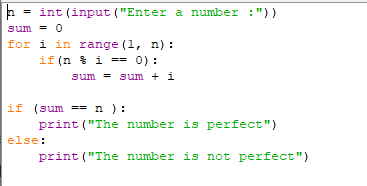 n = int(input("Enter a number :"))
sum = 0
for i in range(1, n):
    if(n % i == 0):
        sum = sum + i
if (sum == n ):
    print("The number is perfect")
else:
    print("The number is not perfect")